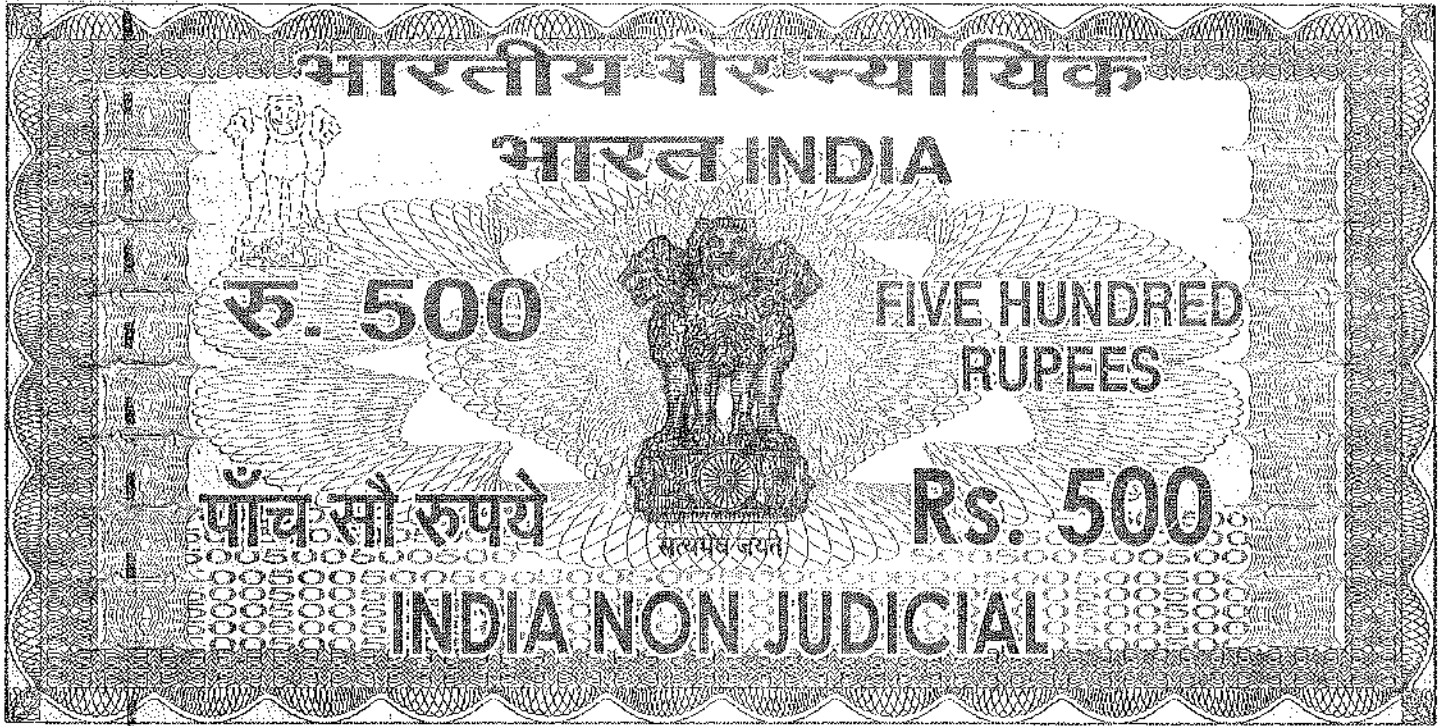 भारतीय गैर न्यायिक
भारत INDIA
रु. 500
FIVE HUNDRED
RUPEES
पाँच सौ रुपये
Rs. 500
सत्यमेव जयते
INDIA NON JUDICIAL